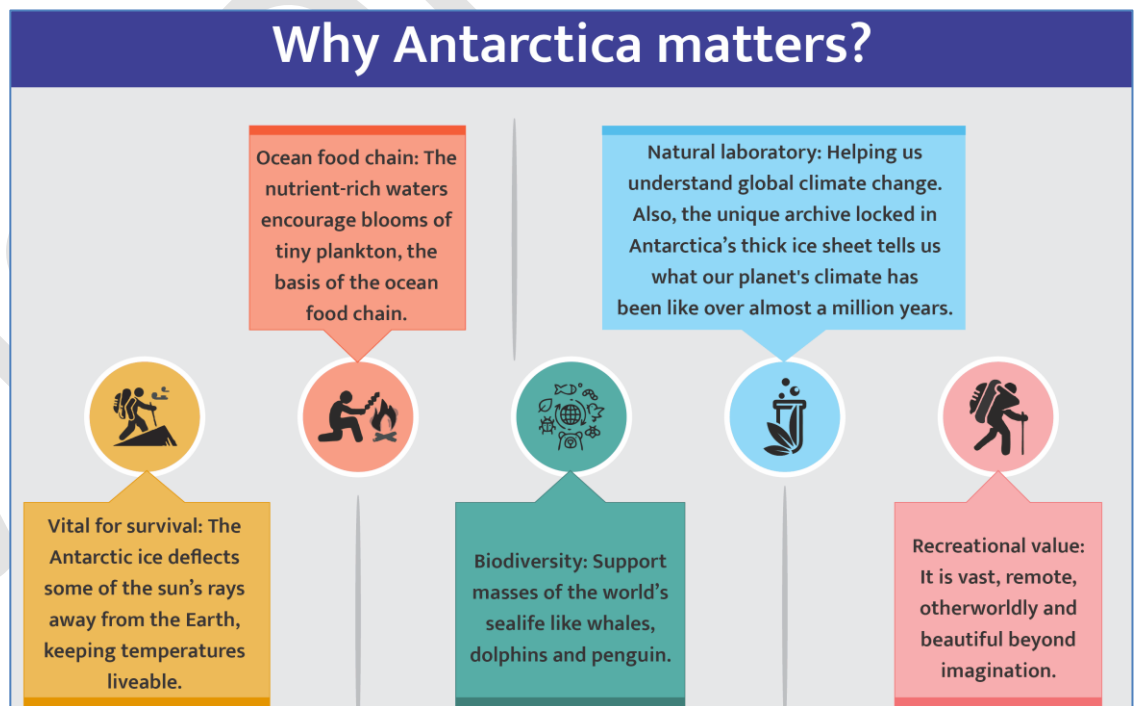 Why Antarctica matters?
Ocean food chain: The
nutrient-rich waters
encourage blooms of
tiny plankton, the
basis of the ocean
food chain.
Natural laboratory: Helping us
understand global climate change.
Also, the unique archive locked in
Antarctica’s thick ice sheet tells us
what our planet's climate has
been like over almost a million years.
Vital for survival: The
Antarctic ice deflects
some of the sun’s rays
away from the Earth,
keeping temperatures
liveable.
Biodiversity: Support
masses of the world’s
sealife like whales,
dolphins and penguin.
Recreational value:
It is vast, remote,
otherworldly and
beautiful beyond
imagination.